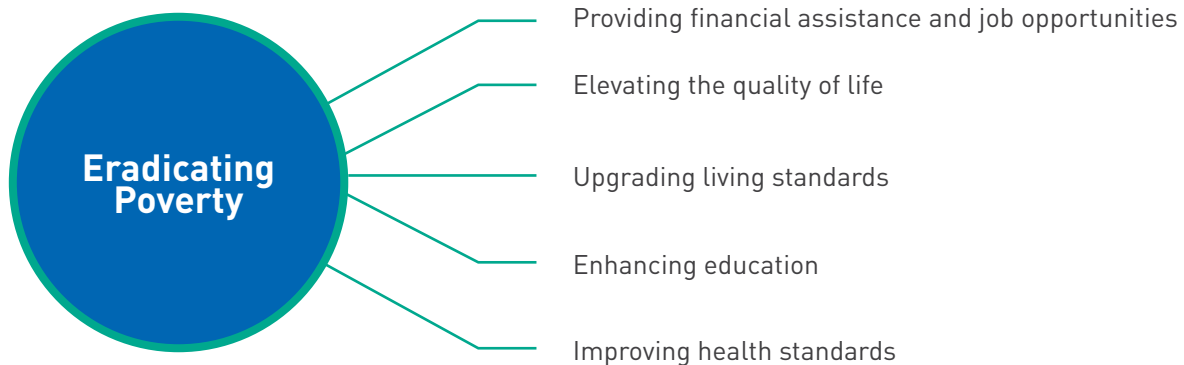 Eradicating
Poverty
Providing financial assistance and job opportunities
Elevating the quality of life
Upgrading living standards
Enhancing education
Improving health standards